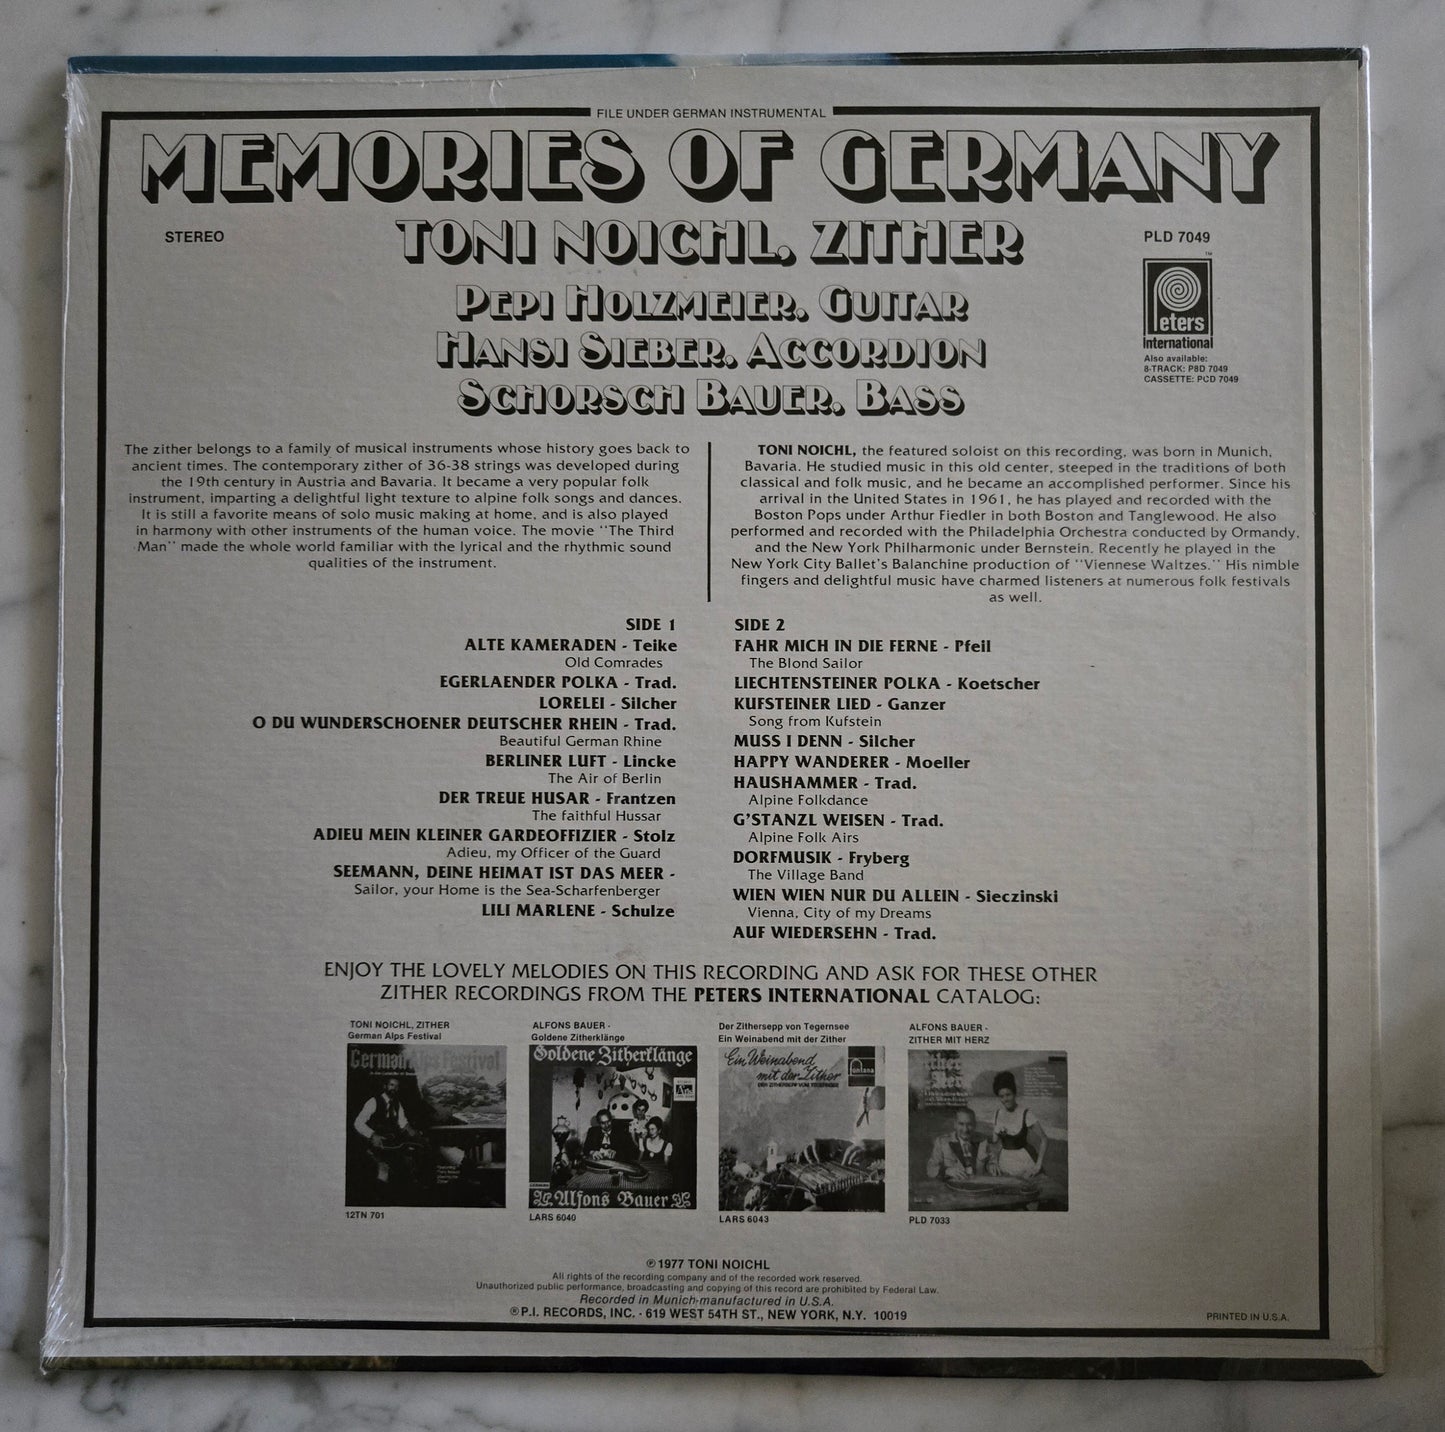 FILE UNDER GERMAN INSTRUMENTAL
MEMORIES OF GERMANY
STEREO
TONI NOICHL, ZITHER
PLD 7049
PEPI HOLZMEIER, GUITAR
HANSI SIEBER, ACCORDION
SCHORSCH BAUER, BASS
TM
Peters
International
Also available:
8-TRACK: P8D 7049
CASSETTE: PCD 7049
The zither belongs to a family of musical instruments whose history goes back to
ancient times. The contemporary zither of 36-38 strings was developed during
the 19th century in Austria and Bavaria. It became a very popular folk
instrument, imparting a delightful light texture to alpine folk songs and dances.
It is still a favorite means of solo music making at home, and is also played
in harmony with other instruments of the human voice. The movie "The Third
Man" made the whole world familiar with the lyrical and the rhythmic sound
qualities of the instrument.
TONI NOICHL, the featured soloist on this recording, was born in Munich,
Bavaria. He studied music in this old center, steeped in the traditions of both
classical and folk music, and he became an accomplished performer. Since his
arrival in the United States in 1961, he has played and recorded with the
Boston Pops under Arthur Fiedler in both Boston and Tanglewood. He also
performed and recorded with the Philadelphia Orchestra conducted by Ormandy,
and the New York Philharmonic under Bernstein. Recently he played in the
New York City Ballet's Balanchine production of "Viennese Waltzes." His nimble
fingers and delightful music have charmed listeners at numerous folk festivals
as well.
SIDE 1
ALTE KAMERADEN - Teike
Old Comrades
EGERLAENDER POLKA - Trad.
LORELEI - Silcher
O DU WUNDERSCHOENER DEUTSCHER RHEIN - Trad.
Beautiful German Rhine
BERLINER LUFT - Lincke
The Air of Berlin
DER TREUE HUSAR - Frantzen
The faithful Hussar
ADIEU MEIN KLEINER GARDEOFFIZIER - Stolz
Adieu, my Officer of the Guard
SEEMANN, DEINE HEIMAT IST DAS MEER -
Sailor, your Home is the Sea-Scharfenberger
LILI MARLENE - Schulze
SIDE 2
FAHR MICH IN DIE FERNE - Pfeil
The Blond Sailor
LIECHTENSTEINER POLKA - Koetscher
KUFSTEINER LIED - Ganzer
Song from Kufstein
MUSS I DENN - Silcher
HAPPY WANDERER - Moeller
HAUSHAMMER - Trad.
Alpine Folkdance
G'STANZL WEISEN - Trad.
Alpine Folk Airs
DORFMUSIK - Fryberg
The Village Band
WIEN WIEN NUR DU ALLEIN - Sieczinski
Vienna, City of my Dreams
AUF WIEDERSEHN - Trad.
ENJOY THE LOVELY MELODIES ON THIS RECORDING AND ASK FOR THESE OTHER
ZITHER RECORDINGS FROM THE PETERS INTERNATIONAL CATALOG:
TONI NOICHL, ZITHER
German Alps Festival
German Alps Festival
12TN 701
ALFONS BAUER -
Goldene Zitherklänge
Goldene Zitherklänge
Alfons Bauer
LARS 6040
Der Zithersepp von Tegernsee
Ein Weinabend mit der Zither
Ein Weinabend
mit der Zither
DER ZITHERSEPP VOM TEGERNSEE
fontana
LARS 6043
ALFONS BAUER -
ZITHER MIT HERZ
PLD 7033
℗ 1977 TONI NOICHL
All rights of the recording company and of the recorded work reserved.
Unauthorized public performance, broadcasting and copying of this record are prohibited by Federal Law.
Recorded in Munich-manufactured in U.S.A.
®P.I. RECORDS, INC. · 619 WEST 54TH ST., NEW YORK, N.Y. 10019
PRINTED IN U.S.A.